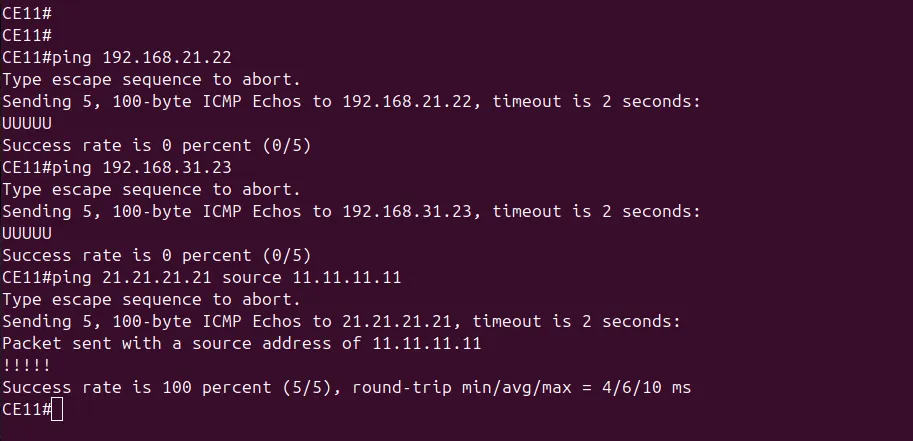 CE11#
CE11#
CE11#ping 192.168.21.22
Type escape sequence to abort.
Sending 5, 100-byte ICMP Echos to 192.168.21.22, timeout is 2 seconds:
UUUUU
Success rate is 0 percent (0/5)
CE11#ping 192.168.31.23
Type escape sequence to abort.
Sending 5, 100-byte ICMP Echos to 192.168.31.23, timeout is 2 seconds:
UUUUU
Success rate is 0 percent (0/5)
CE11#ping 21.21.21.21 source 11.11.11.11
Type escape sequence to abort.
Sending 5, 100-byte ICMP Echos to 21.21.21.21, timeout is 2 seconds:
Packet sent with a source address of 11.11.11.11
!!!!!
Success rate is 100 percent (5/5), round-trip min/avg/max = 4/6/10 ms
CE11#